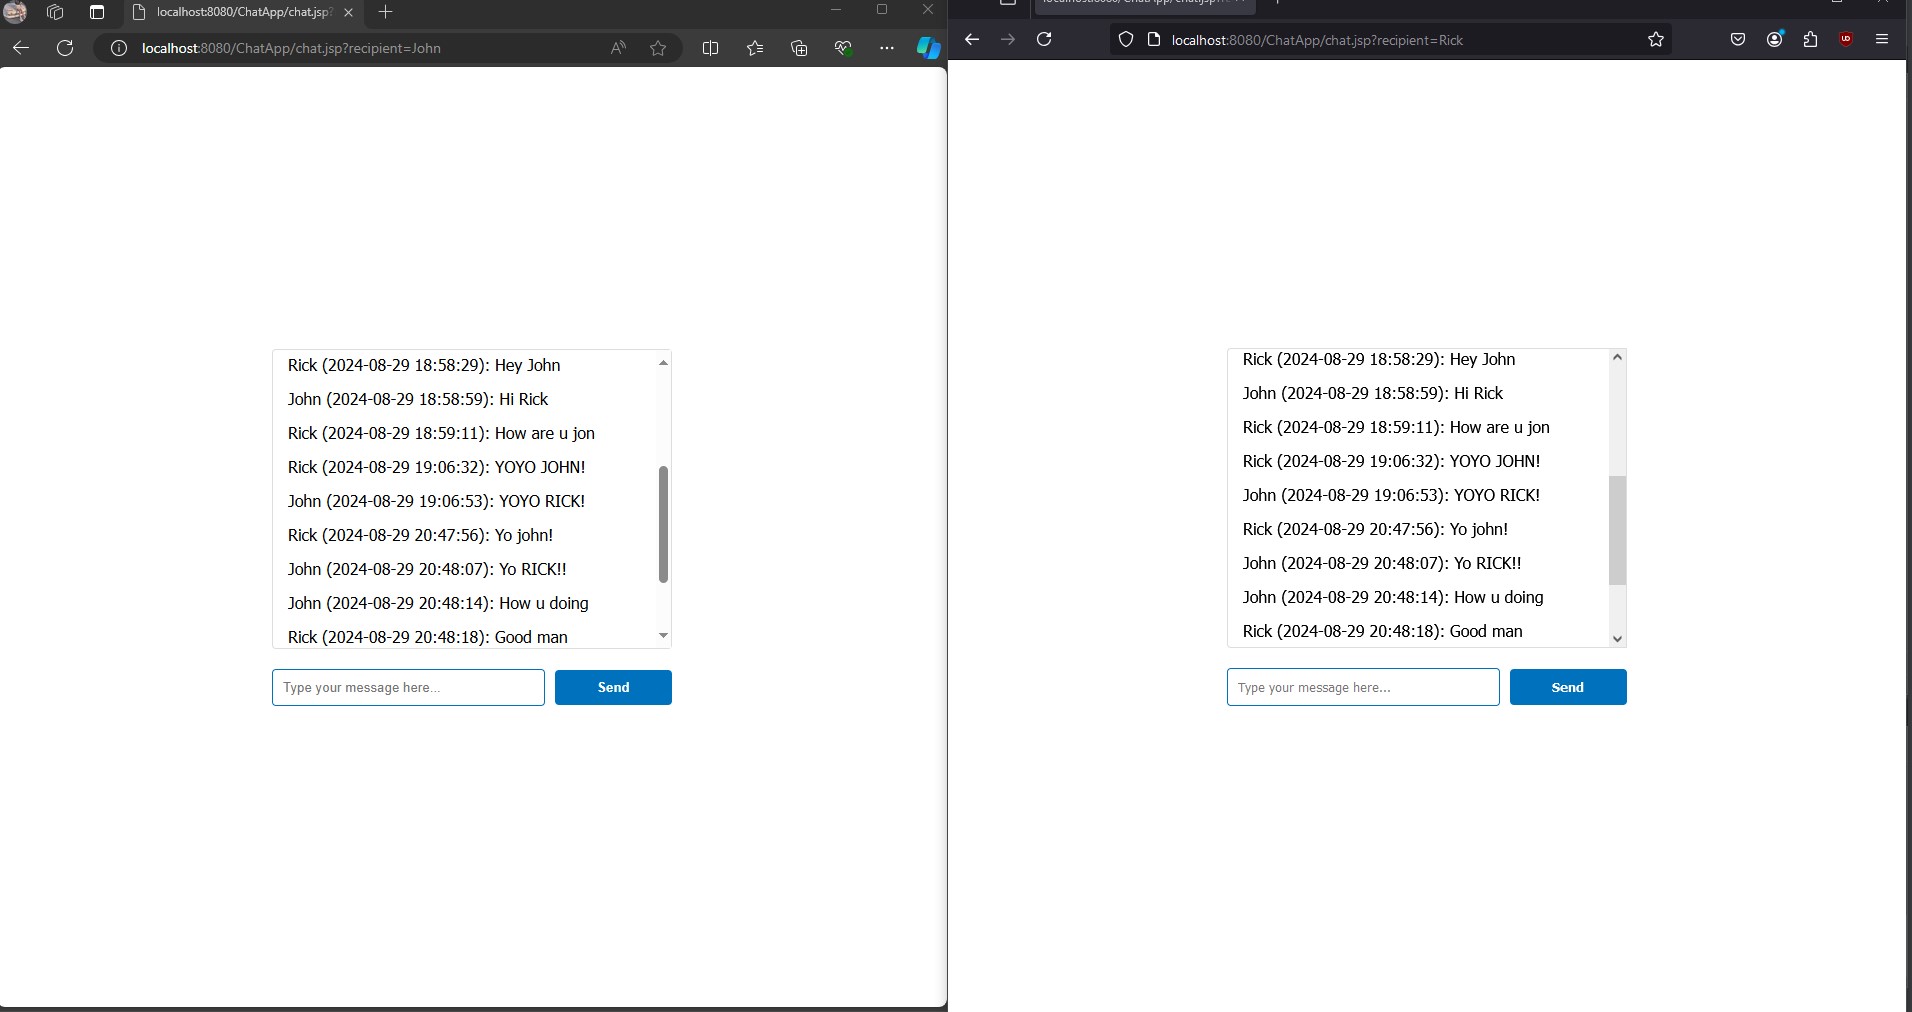 localhost:8080/ChatApp/chat.jsp?
localhost:8080/ChatApp/chat.jsp?recipient=John
Rick (2024-08-29 18:58:29): Hey John
John (2024-08-29 18:58:59): Hi Rick
Rick (2024-08-29 18:59:11): How are u jon
Rick (2024-08-29 19:06:32): YOYO JOHN!
John (2024-08-29 19:06:53): YOYO RICK!
Rick (2024-08-29 20:47:56): Yo john!
John (2024-08-29 20:48:07): Yo RICK!!
John (2024-08-29 20:48:14): How u doing
Rick (2024-08-29 20:48:18): Good man
Type your message here...
Send
localhost:8080/ChatApp/chat.jsp?recipient=Rick
Rick (2024-08-29 18:58:29): Hey John
John (2024-08-29 18:58:59): Hi Rick
Rick (2024-08-29 18:59:11): How are u jon
Rick (2024-08-29 19:06:32): YOYO JOHN!
John (2024-08-29 19:06:53): YOYO RICK!
Rick (2024-08-29 20:47:56): Yo john!
John (2024-08-29 20:48:07): Yo RICK!!
John (2024-08-29 20:48:14): How u doing
Rick (2024-08-29 20:48:18): Good man
Type your message here...
Send